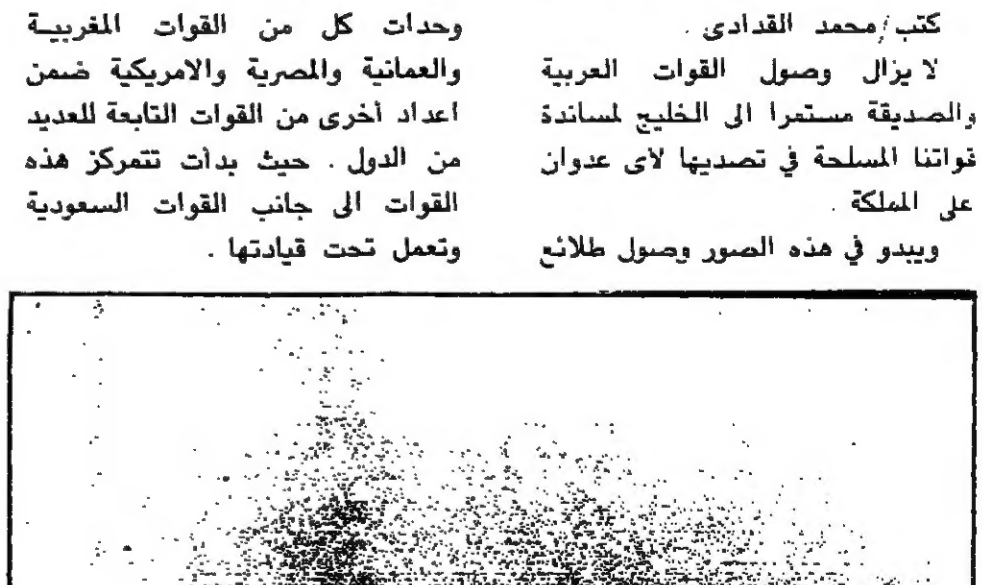 كتب/محمد القدادى .
لا يزال وصول القوات العربية
والصديقة مستمرا الى الخليج لمساندة
قواتنا المسلحة في تصديها لاى عدوان
على المملكة .
ويبدو في هذه الصور وصول طلائع
وحدات كل من القوات المغربية
والعمانية والمصرية والامريكية ضمن
اعداد أخرى من القوات التابعة للعديد
من الدول . حيث بدأت تتمركز هذه
القوات الى جانب القوات السعودية
وتعمل تحت قيادتها .